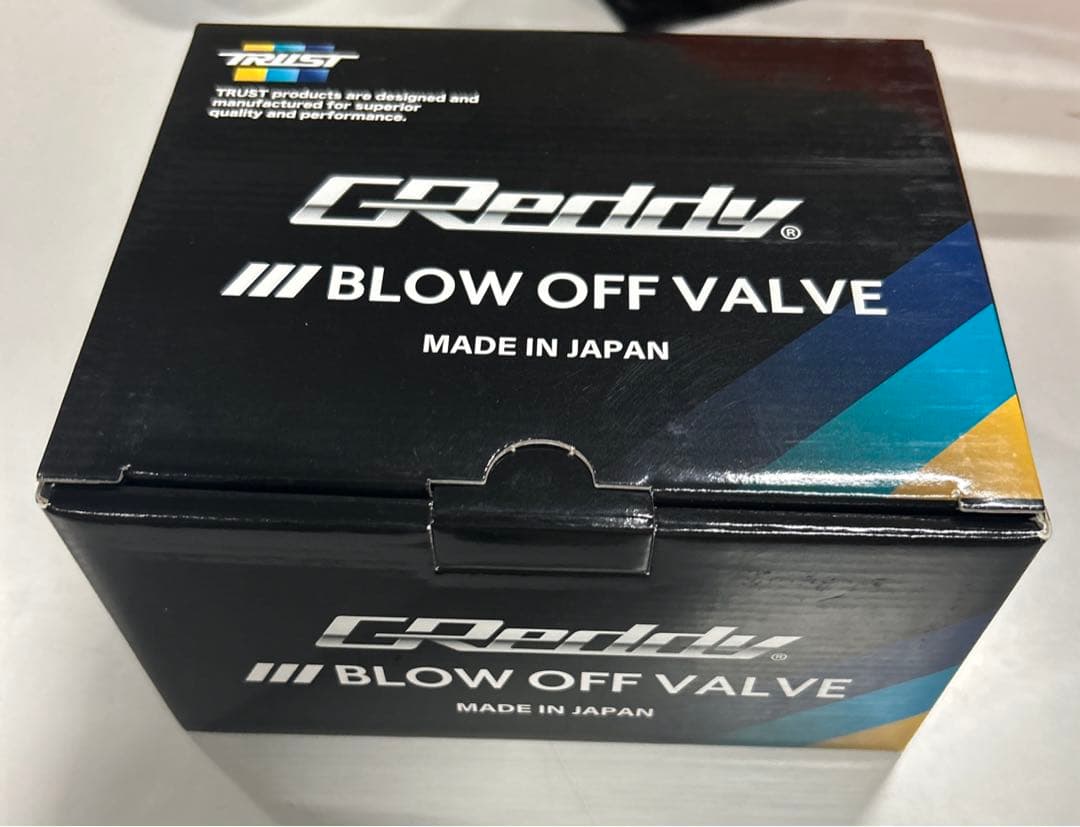 TRUST
TRUST products are designed and
manufactured for superior
quality and performance.
GReddy®
BLOW OFF VALVE
MADE IN JAPAN
GReddy®
BLOW OFF VALVE
MADE IN JAPAN